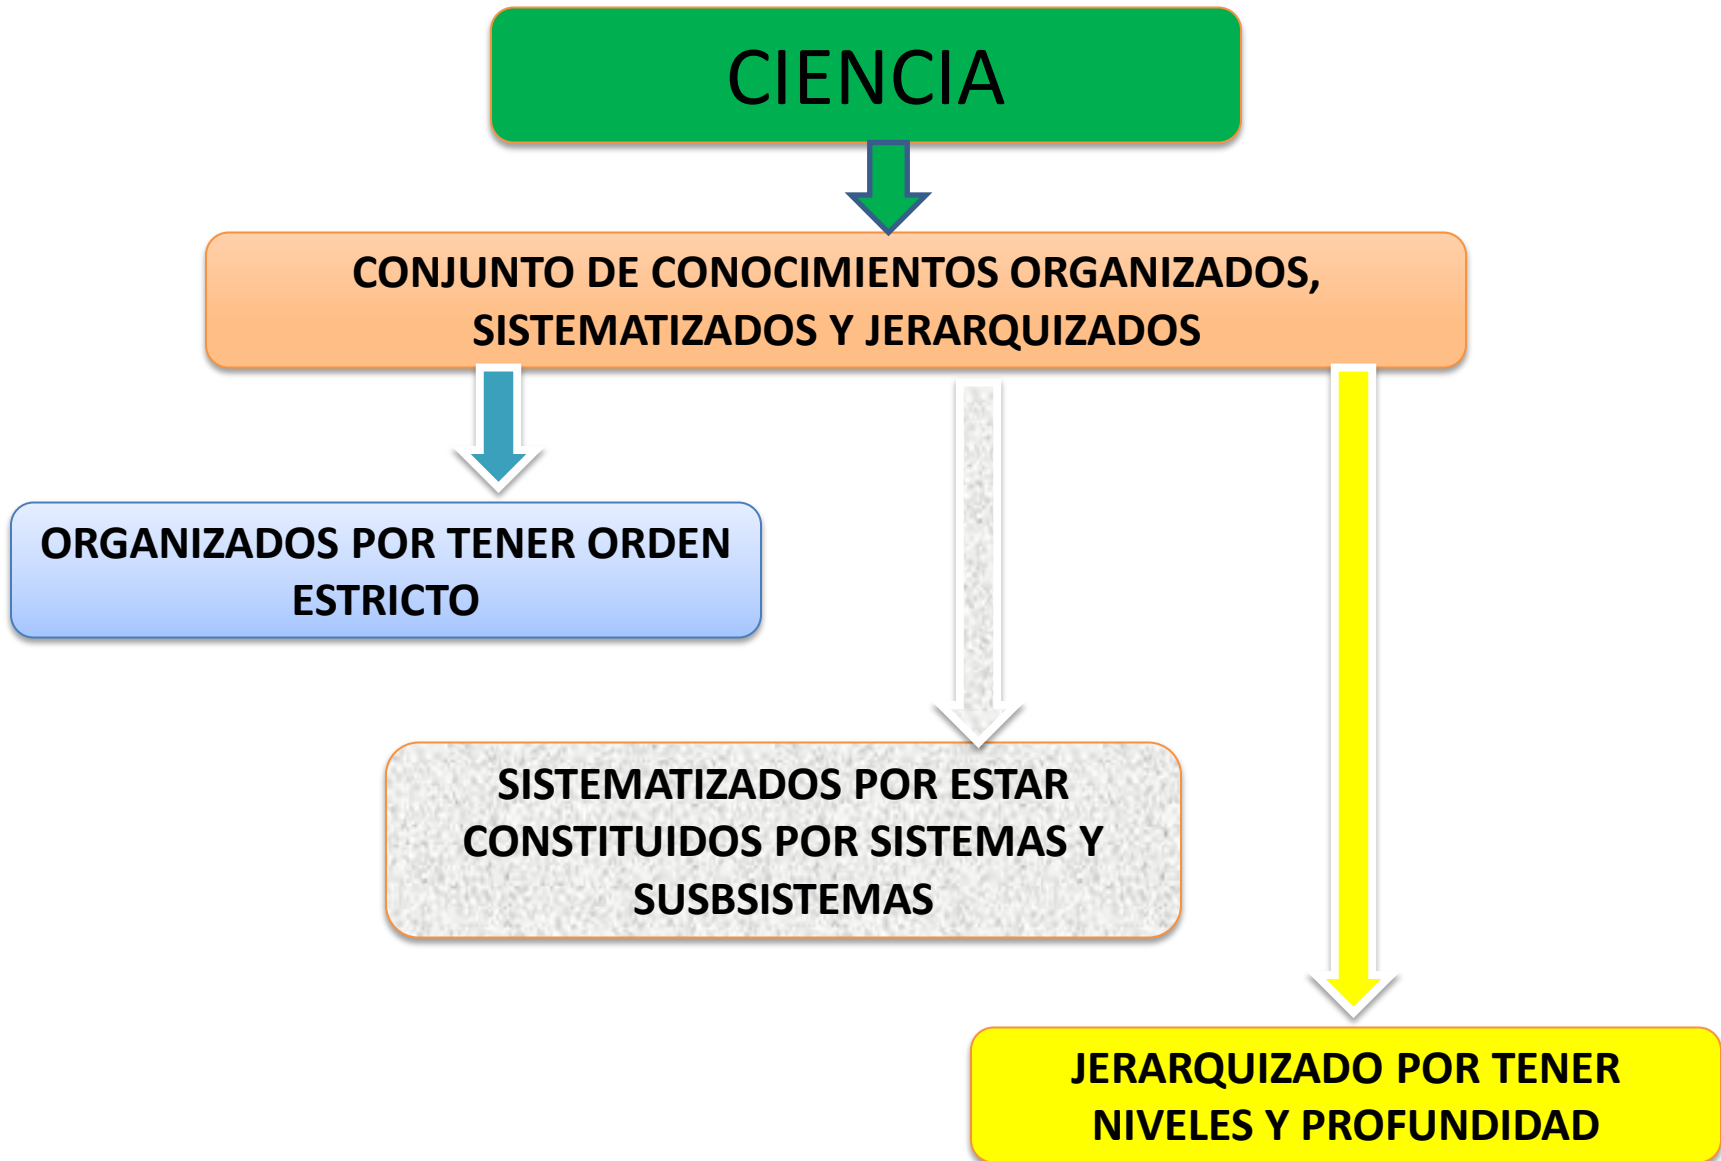 CIENCIA
CONJUNTO DE CONOCIMIENTOS ORGANIZADOS,
SISTEMATIZADOS Y JERARQUIZADOS
ORGANIZADOS POR TENER ORDEN
ESTRICTO
SISTEMATIZADOS POR ESTAR
CONSTITUIDOS POR SISTEMAS Y
SUSBSISTEMAS
JERARQUIZADO POR TENER
NIVELES Y PROFUNDIDAD